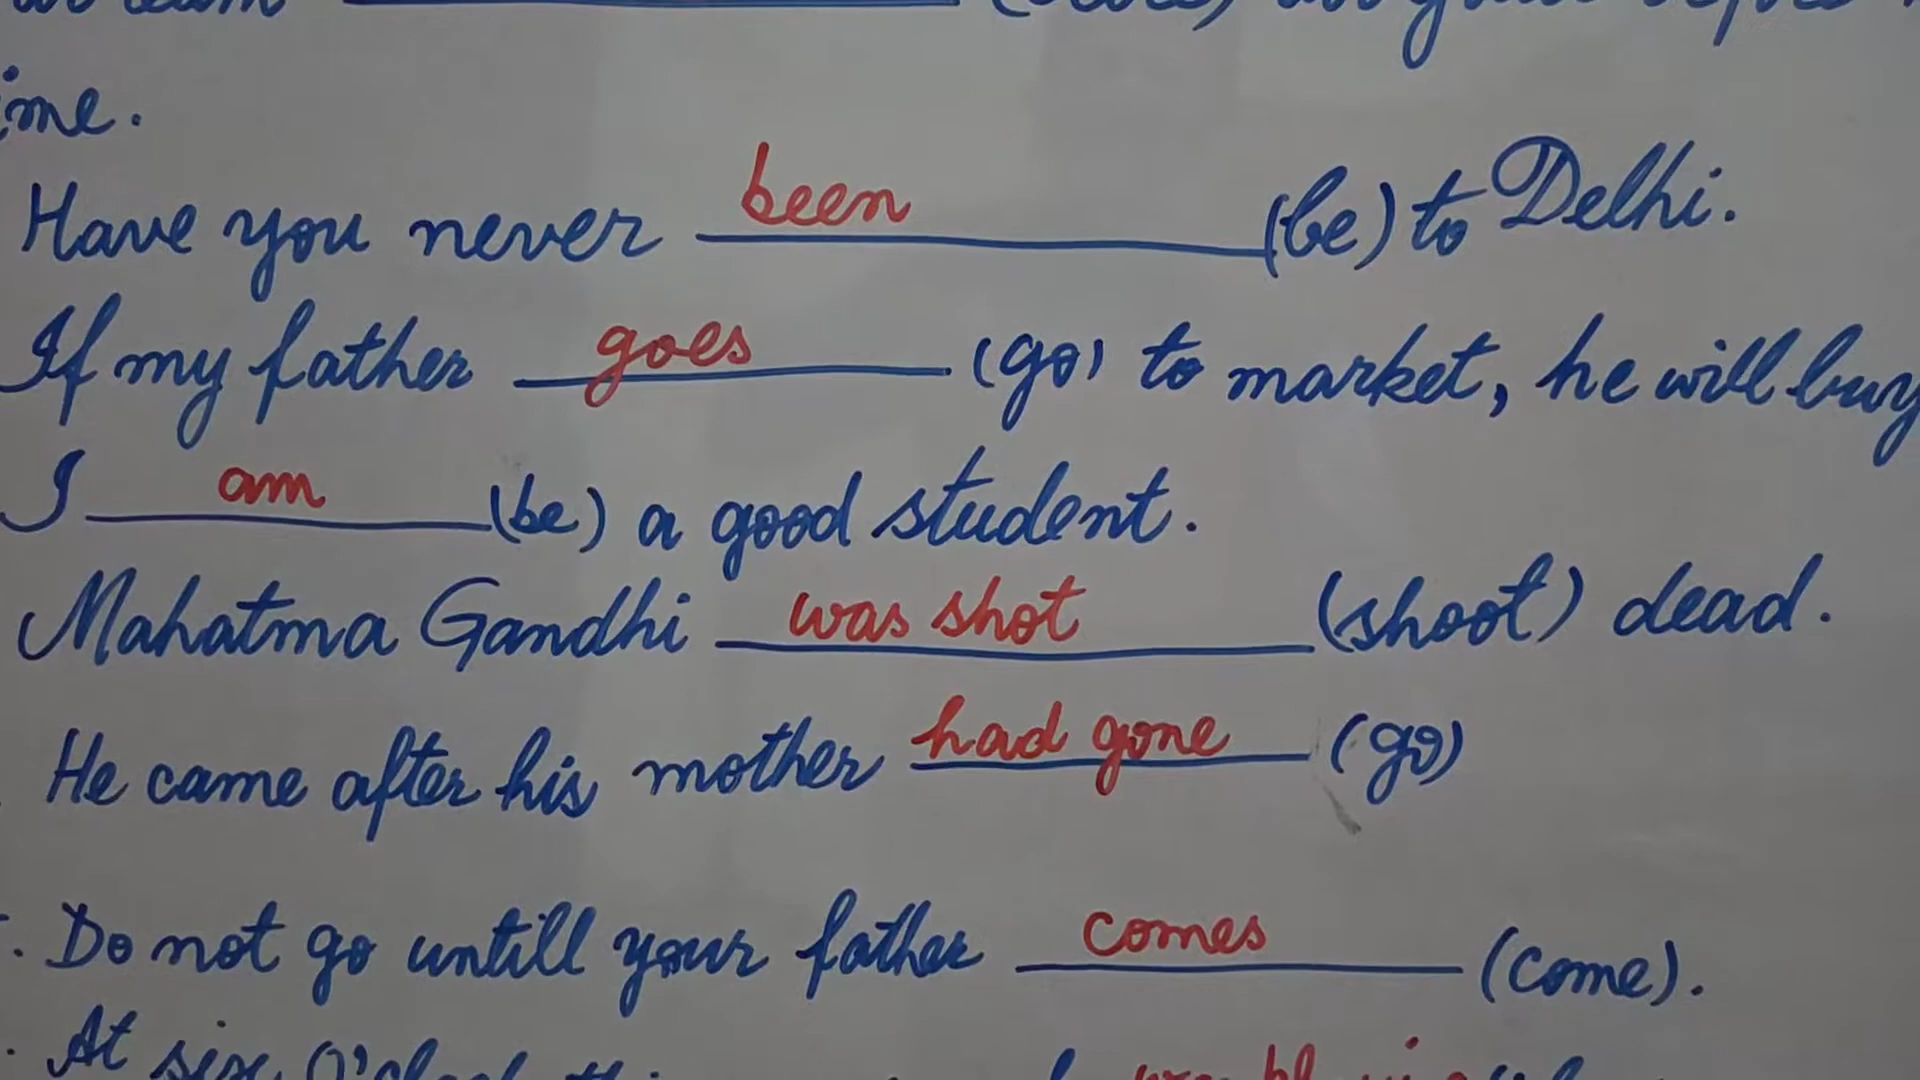 ime.
Have you never been (be) to Delhi.
If my father goes (go) to market, he will buy
I am (be) a good student.
Mahatma Gandhi was shot (shoot) dead.
He came after his mother had gone (go)
. Do not go untill your father comes (come).
. At six O'clock